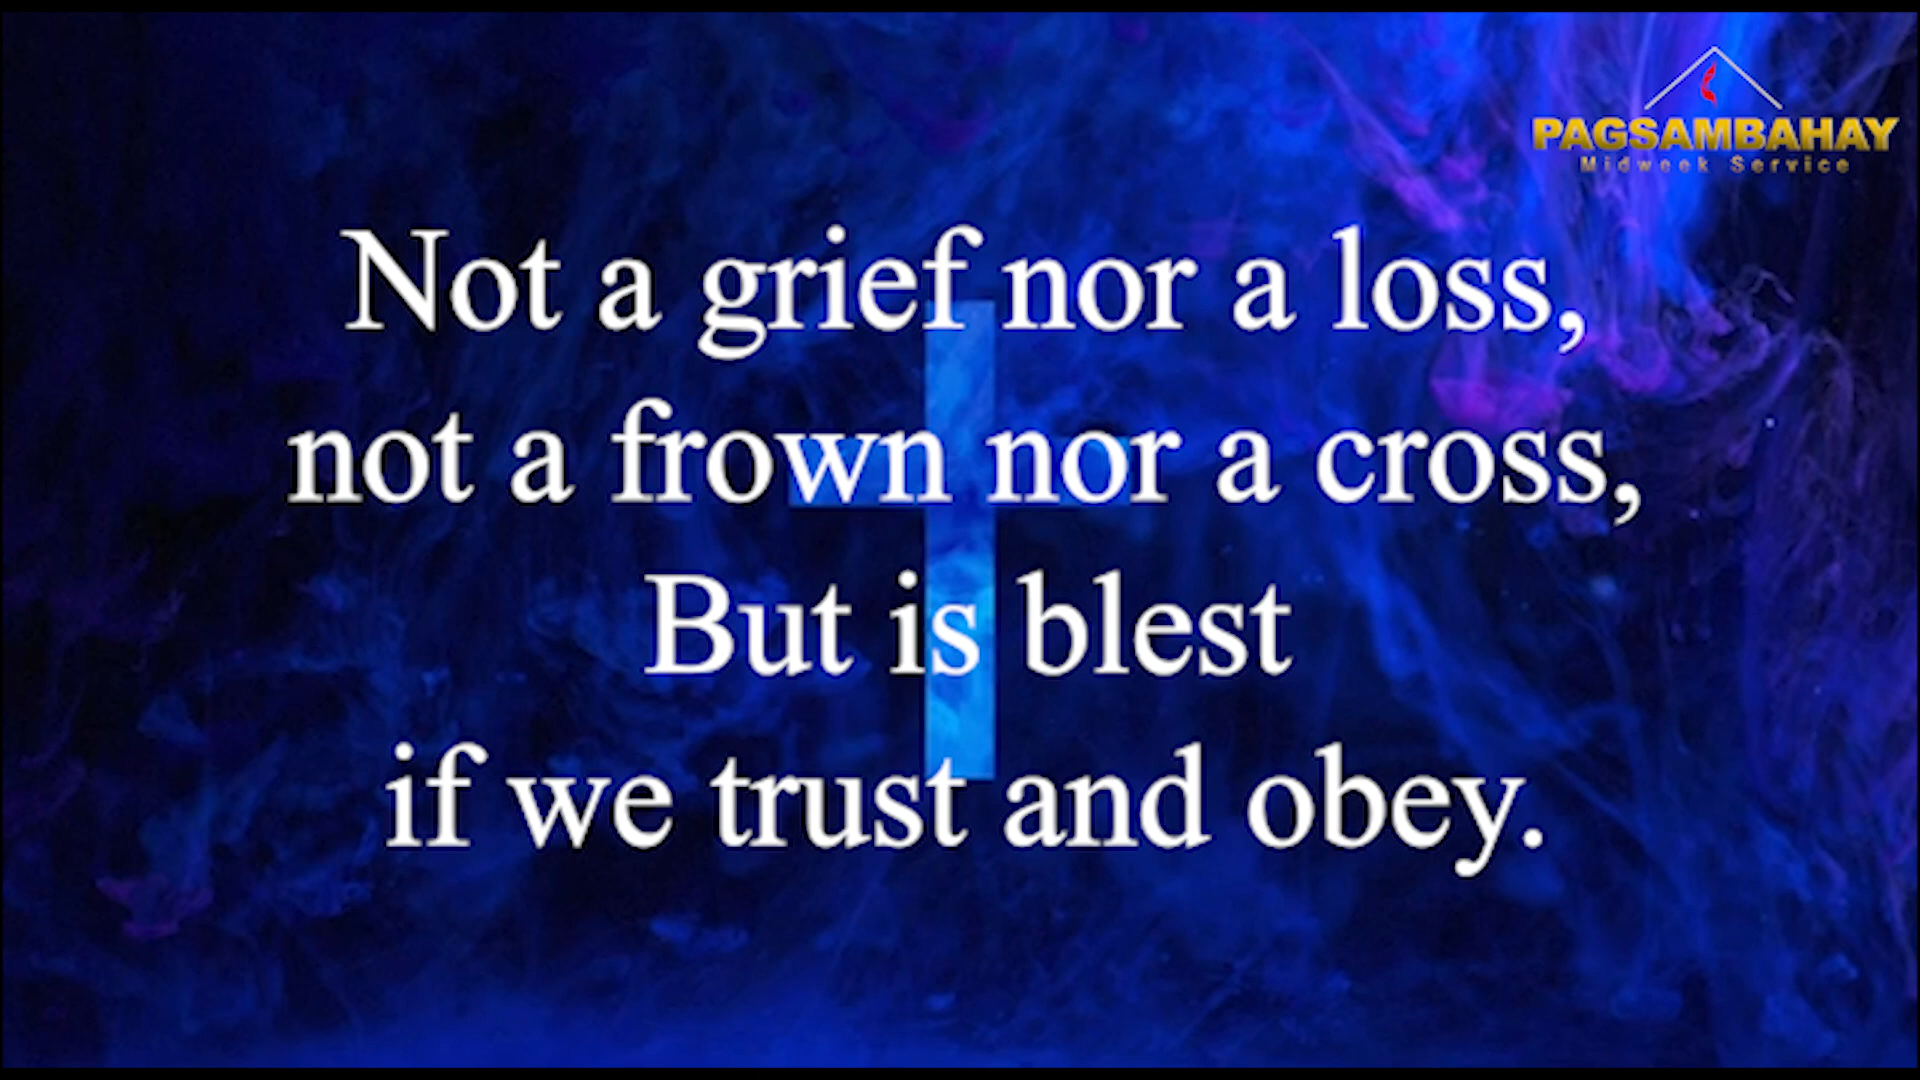 PAGSAMBAHAY
Midweek Service
Not a grief nor a loss,
not a frown nor a cross,
But is blest
if we trust and obey.